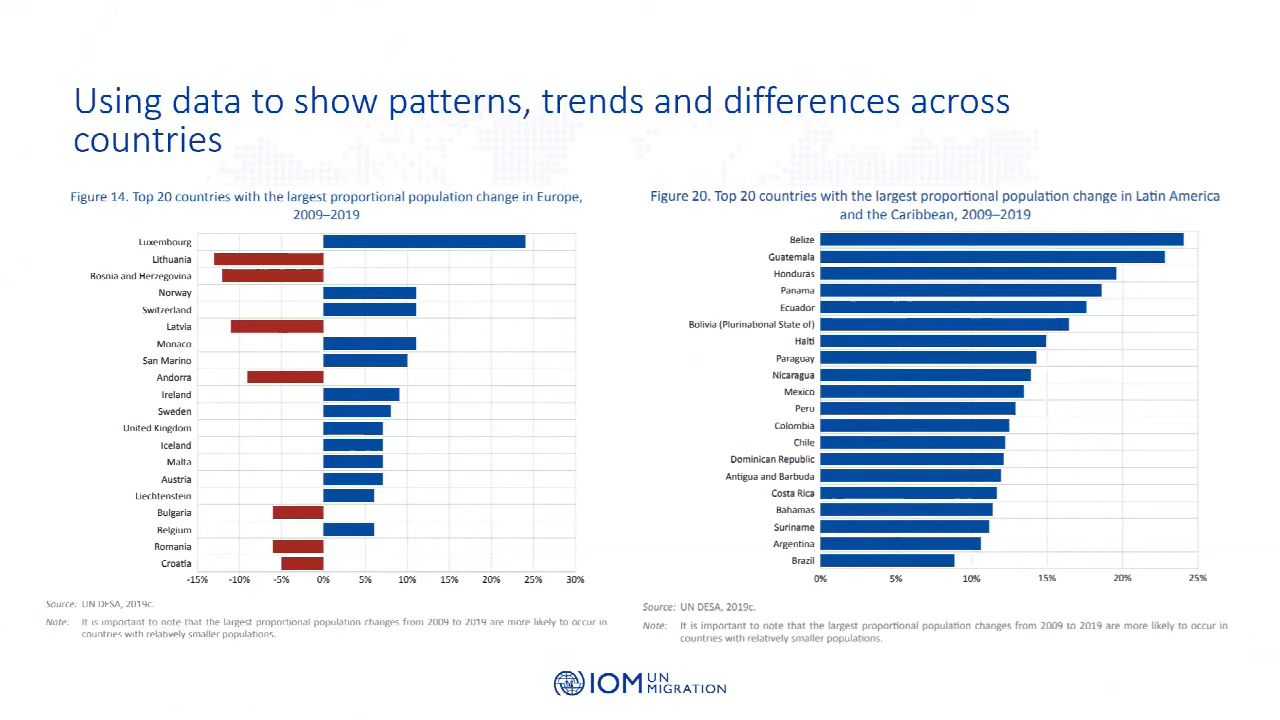 Using data to show patterns, trends and differences across
countries
Figure 14. Top 20 countries with the largest proportional population change in Europe,
2009–2019
Luxembourg
Lithuania
Bosnia and Herzegovina
Norway
Switzerland
Latvia
Monaco
San Marino
Andorra
Ireland
Sweden
United Kingdom
Iceland
Malta
Austria
Liechtenstein
Bulgaria
Belgium
Romania
Croatia
-15% -10% -5% 0% 5% 10% 15% 20% 25% 30%
Source: UN DESA, 2019c.
Note: It is important to note that the largest proportional population changes from 2009 to 2019 are more likely to occur in
countries with relatively smaller populations.
Figure 20. Top 20 countries with the largest proportional population change in Latin America
and the Caribbean, 2009–2019
Belize
Guatemala
Honduras
Panama
Ecuador
Bolivia (Plurinational State of)
Haiti
Paraguay
Nicaragua
Mexico
Peru
Colombia
Chile
Dominican Republic
Antigua and Barbuda
Costa Rica
Bahamas
Suriname
Argentina
Brazil
0% 5% 10% 15% 20% 25%
Source: UN DESA, 2019c.
Note: It is important to note that the largest proportional population changes from 2009 to 2019 are more likely to occur in
countries with relatively smaller populations.
IOM UN
MIGRATION